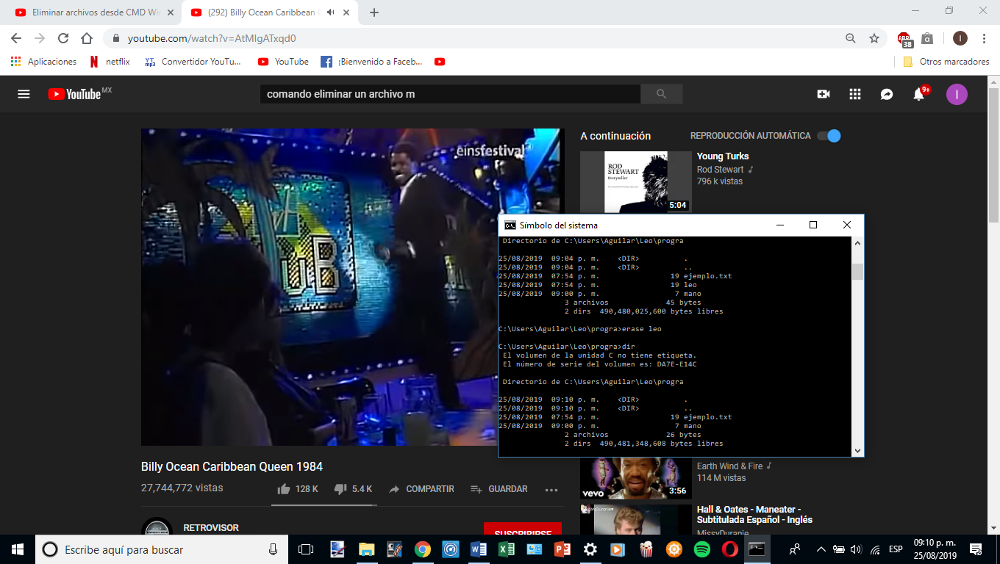 Eliminar archivos desde CMD Win
(292) Billy Ocean Caribbean Q
youtube.com/watch?v=AtMIgATxqd0
ABP
38
a
I
Aplicaciones
netflix
YT
mp3
Convertidor YouTu...
YouTube
¡Bienvenido a Faceb...
Otros marcadores
YouTube MX
comando eliminar un archivo m
9+
I
einsfestival
A continuación
REPRODUCCIÓN AUTOMÁTICA
ROD
STEWART
Storyteller
5:04
Young Turks
Rod Stewart
796 k vistas
Símbolo del sistema
Directorio de C:\Users\Aguilar\Leo\progra
25/08/2019 09:04 p. m. <DIR> .
25/08/2019 09:04 p. m. <DIR> ..
25/08/2019 07:54 p. m. 19 ejemplo.txt
25/08/2019 07:54 p. m. 19 leo
25/08/2019 09:00 p. m. 7 mano
3 archivos 45 bytes
2 dirs 490,480,025,600 bytes libres
C:\Users\Aguilar\Leo\progra>erase leo
C:\Users\Aguilar\Leo\progra>dir
El volumen de la unidad C no tiene etiqueta.
El número de serie del volumen es: DA7E-E14C
Directorio de C:\Users\Aguilar\Leo\progra
25/08/2019 09:10 p. m. <DIR> .
25/08/2019 09:10 p. m. <DIR> ..
25/08/2019 07:54 p. m. 19 ejemplo.txt
25/08/2019 09:00 p. m. 7 mano
2 archivos 26 bytes
2 dirs 490,481,348,608 bytes libres
Billy Ocean Caribbean Queen 1984
27,744,772 vistas
128 K
5.4 K
COMPARTIR
GUARDAR
RETROVISOR
SUSCRIBIRSE
vevo
3:56
Earth Wind & Fire
114 M vistas
Hall & Oates - Maneater -
Subtitulada Español - Inglés
MissyDuranie
Escribe aquí para buscar
ESP
09:10 p. m.
25/08/2019